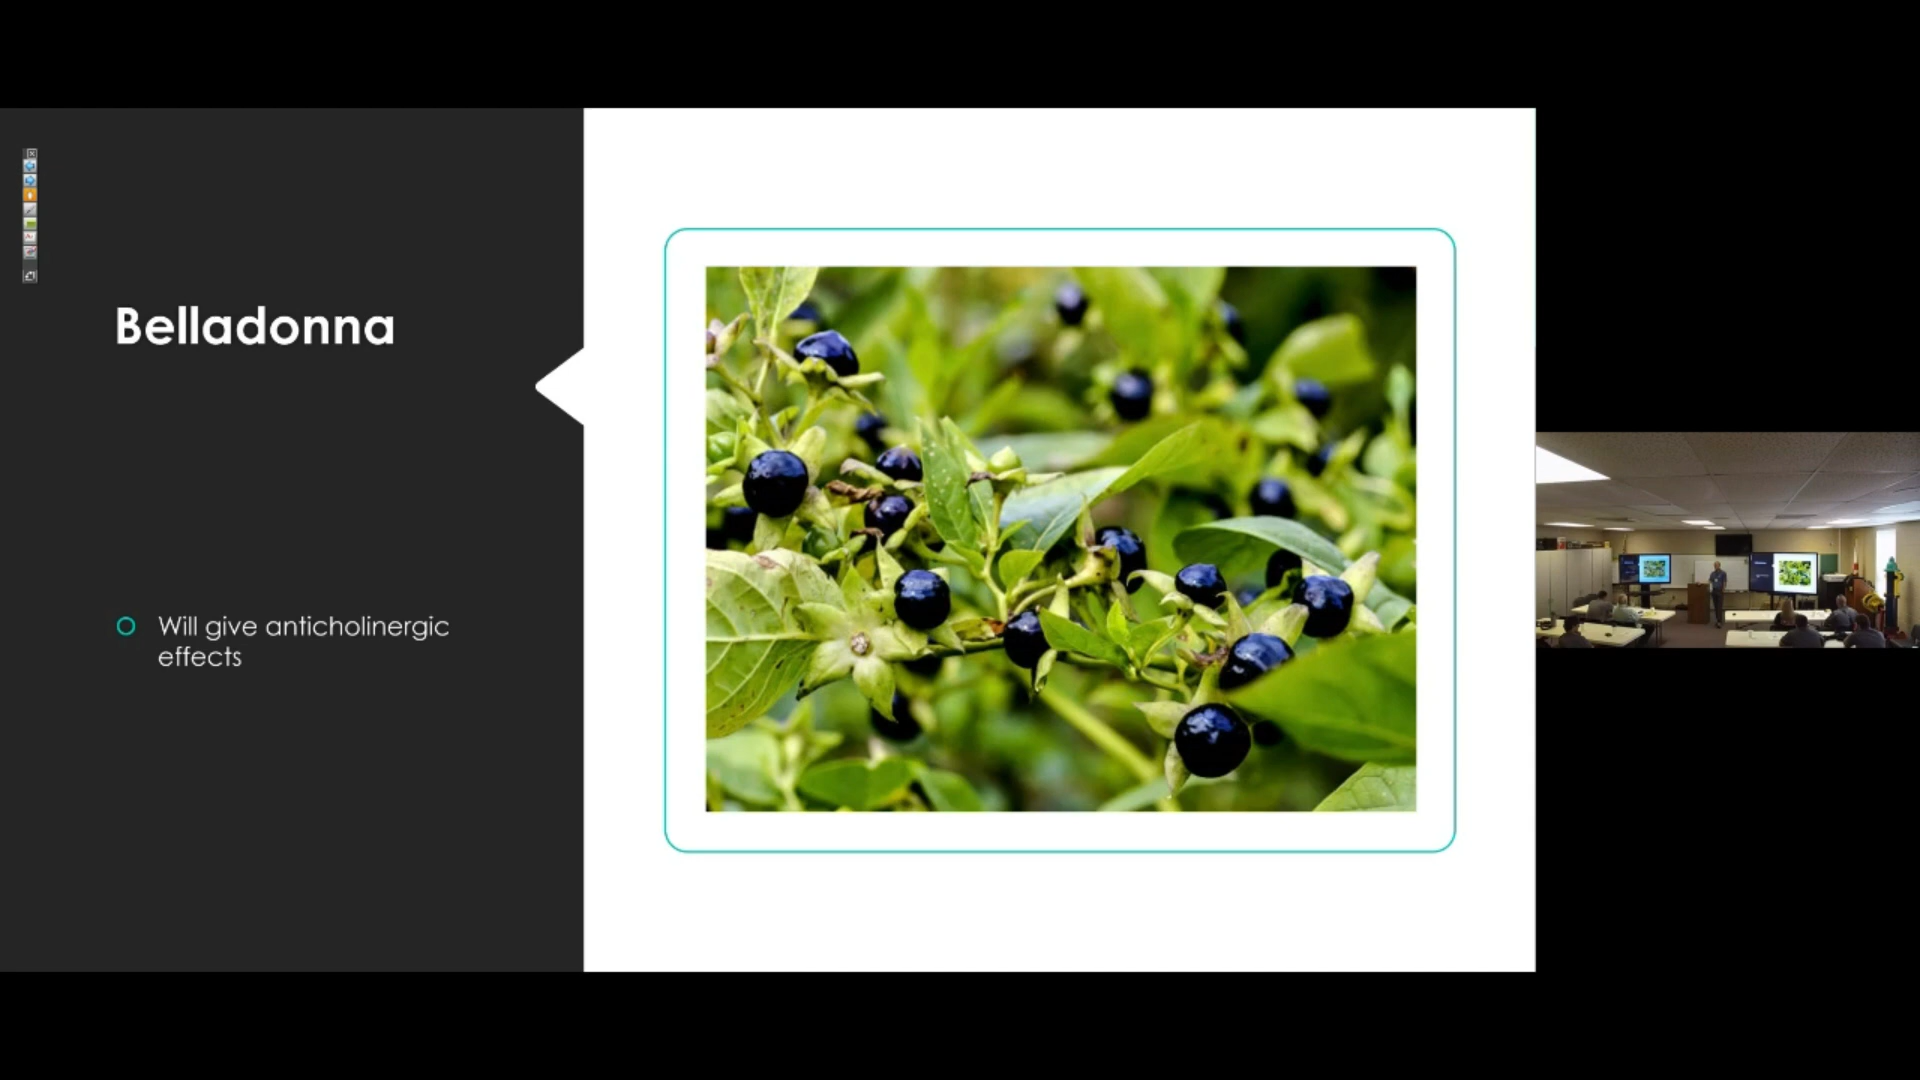 Belladonna
Will give anticholinergic
effects